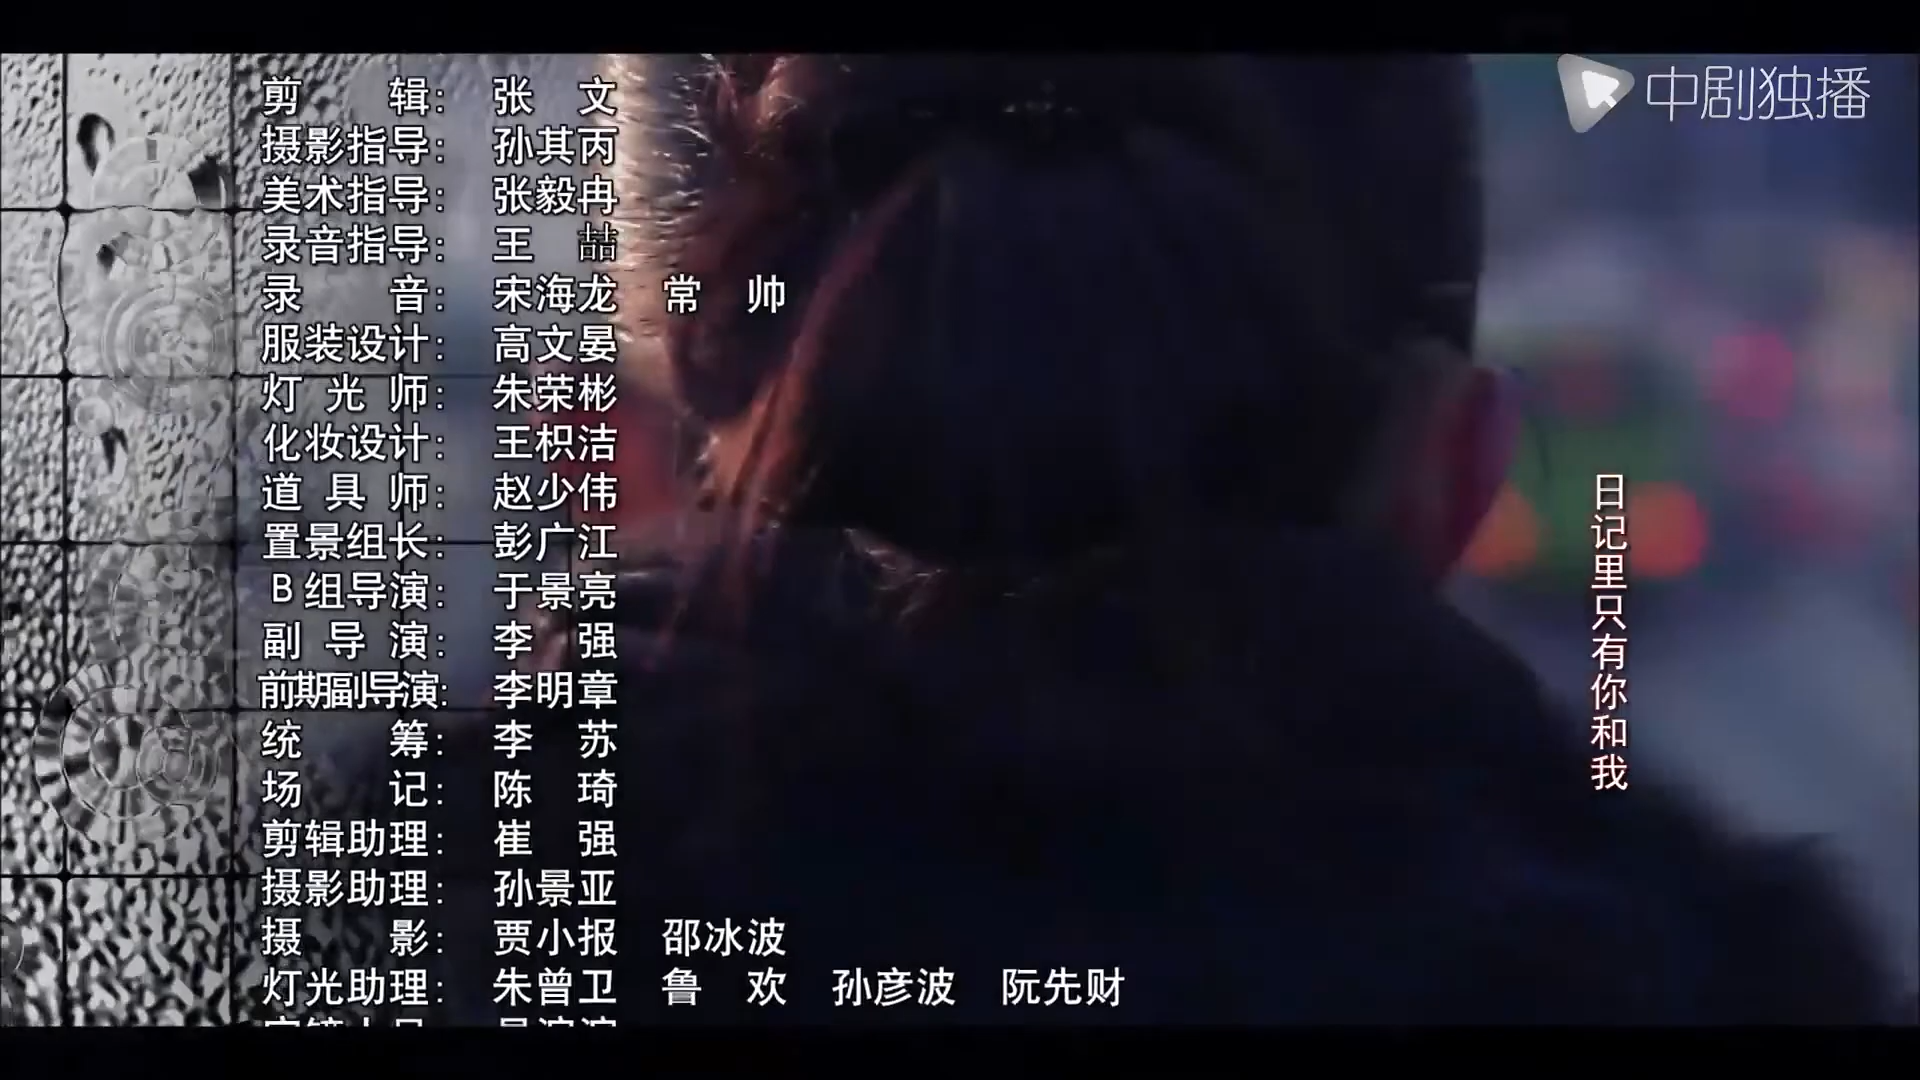 中剧独播
剪辑：张文
摄影指导：孙其丙
美术指导：张毅冉
录音指导：王喆
录音：宋海龙 常帅
服装设计：高文晏
灯光师：朱荣彬
化妆设计：王枳洁
道具师：赵少伟
置景组长：彭广江
B组导演：于景亮
副导演：李强
前期副导演：李明章
统筹：李苏
场记：陈琦
剪辑助理：崔强
摄影助理：孙景亚
摄影：贾小报 邵冰波
灯光助理：朱曾卫 鲁欢 孙彦波 阮先财
日记里只有你和我